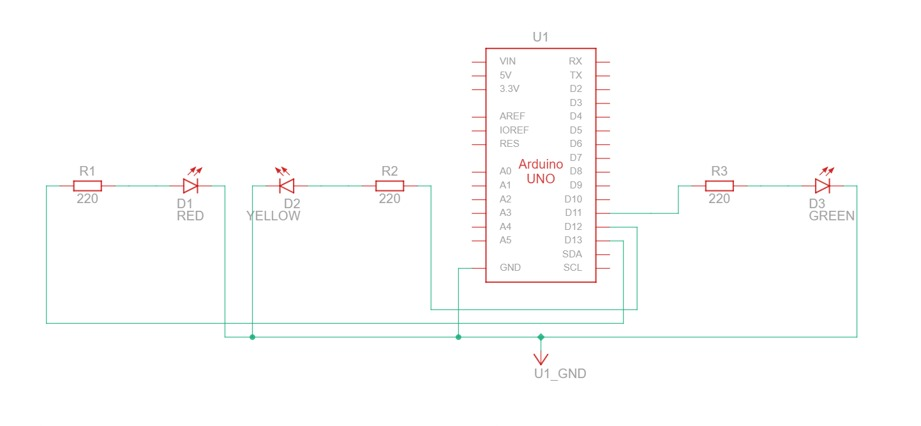 U1
VIN
5V
3.3V
AREF
IOREF
RES
A0
A1
A2
A3
A4
A5
GND
Arduino
UNO
RX
TX
D2
D3
D4
D5
D6
D7
D8
D9
D10
D11
D12
D13
SDA
SCL
R1
220
D1
RED
D2
YELLOW
R2
220
R3
220
D3
GREEN
U1_GND